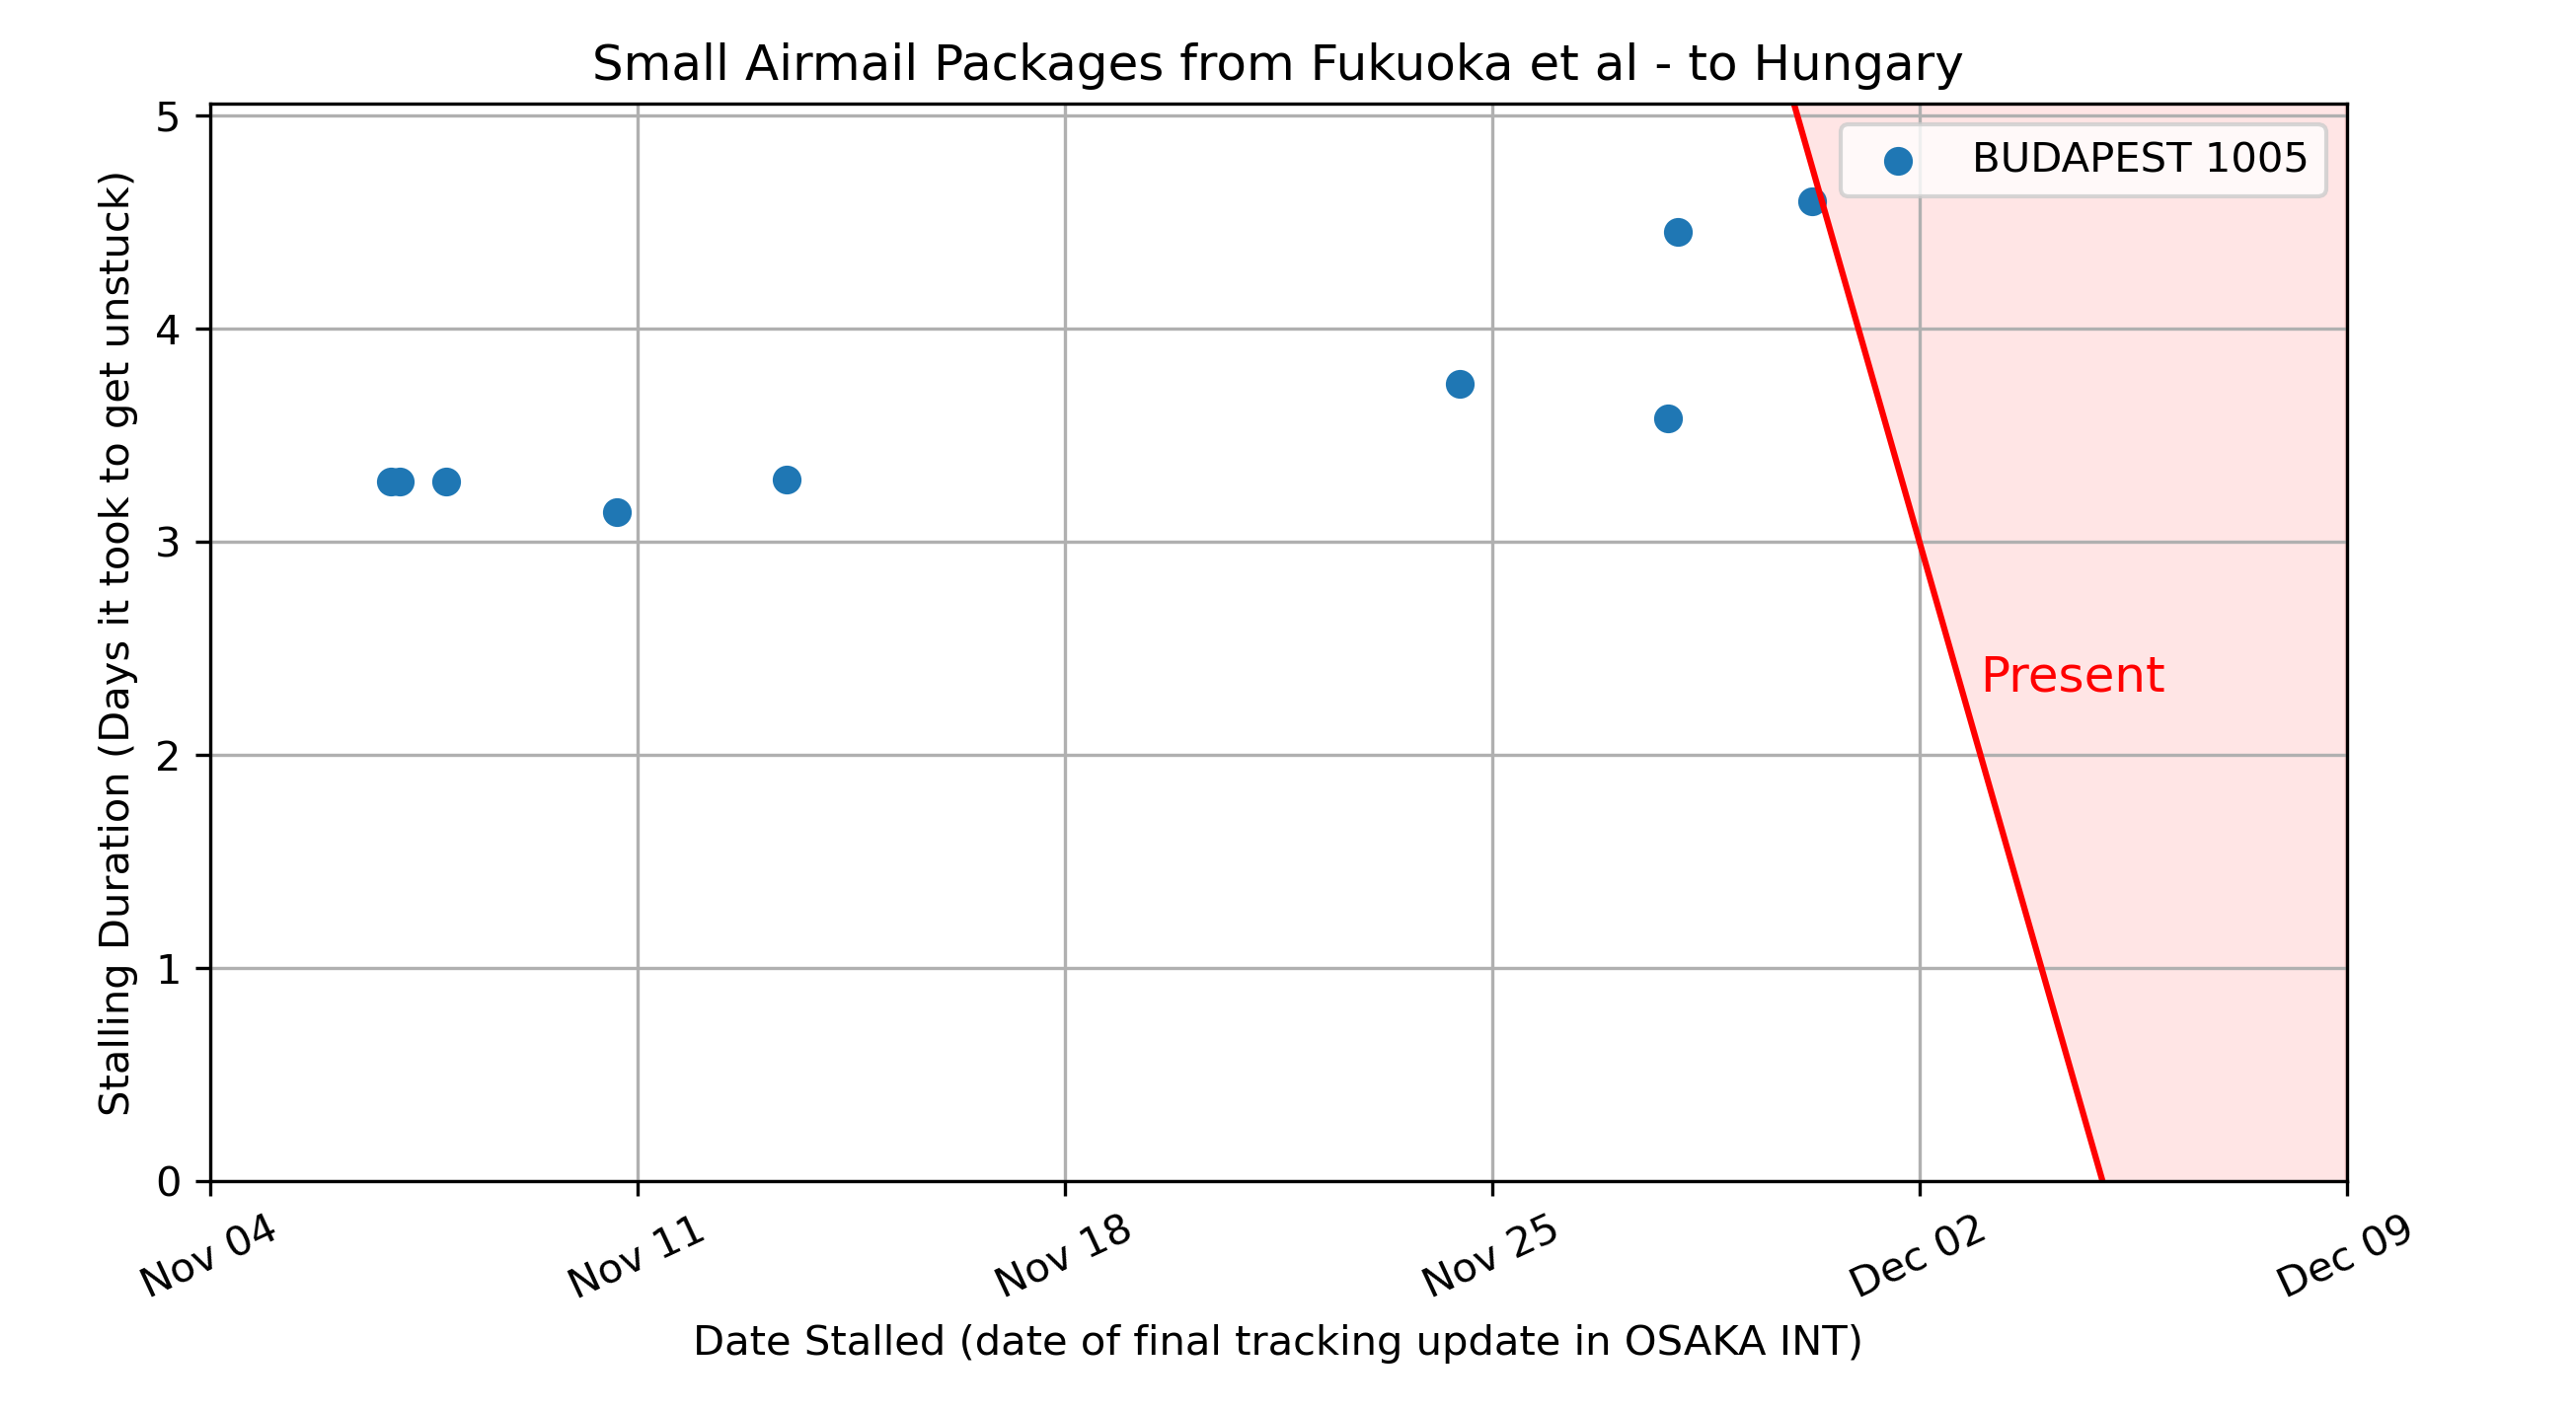 Small Airmail Packages from Fukuoka et al - to Hungary
BUDAPEST 1005
Present
Stalling Duration (Days it took to get unstuck)
5
4
3
2
1
0
Nov 04
Nov 11
Nov 18
Nov 25
Dec 02
Dec 09
Date Stalled (date of final tracking update in OSAKA INT)